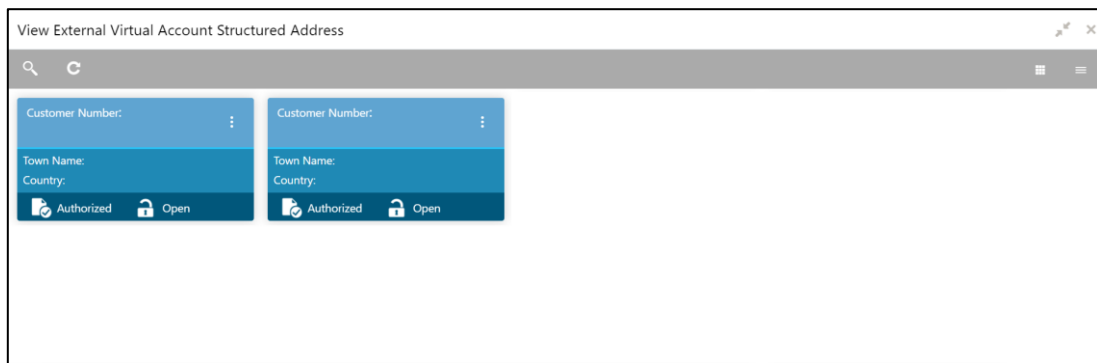 View External Virtual Account Structured Address
Customer Number:
Town Name:
Country:
Authorized Open
Customer Number:
Town Name:
Country:
Authorized Open